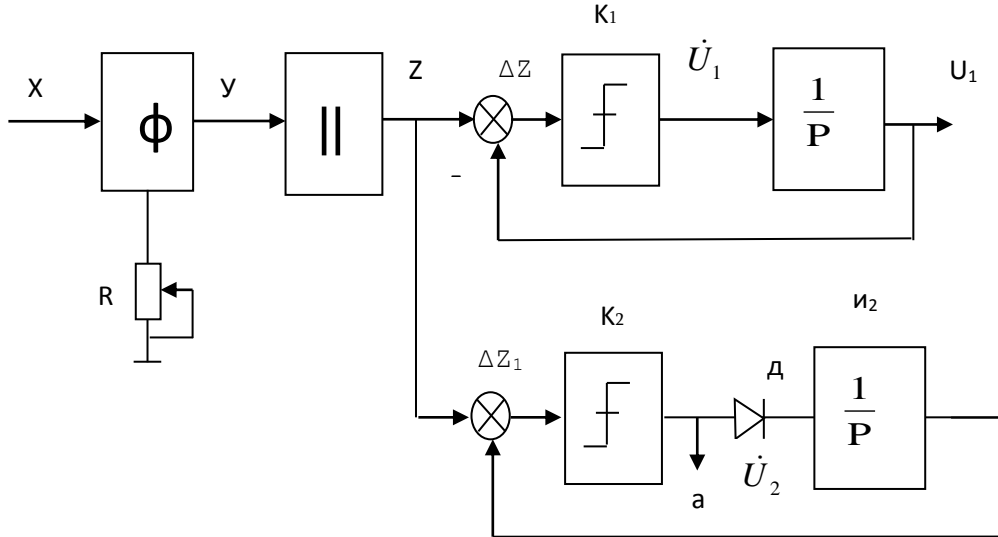 K₁
X
У
Z
ΔZ
U̇₁
U₁
ф
||
1
P
–
R
K₂
и₂
ΔZ₁
д
1
P
U̇₂
а